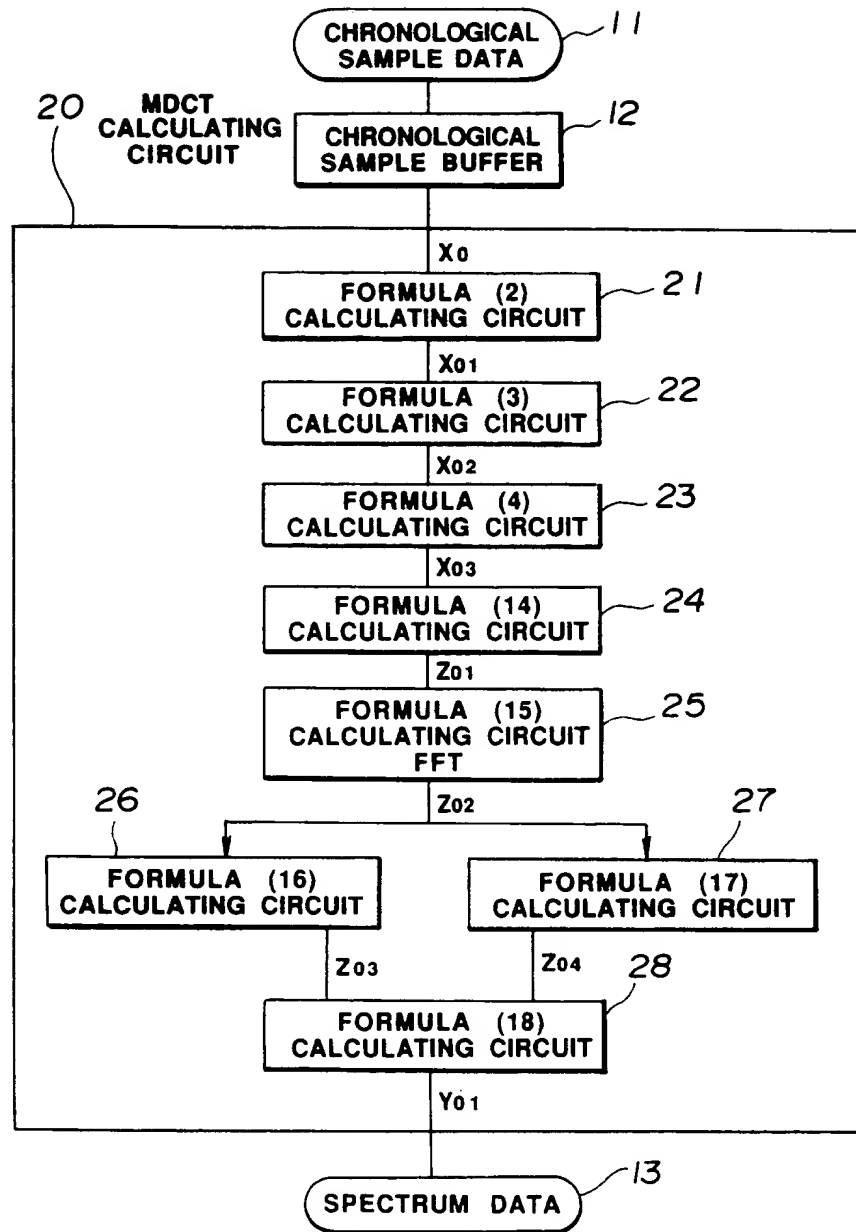 CHRONOLOGICAL
SAMPLE DATA
11
20
MDCT
CALCULATING
CIRCUIT
CHRONOLOGICAL
SAMPLE BUFFER
12
X0
FORMULA (2)
CALCULATING CIRCUIT
21
X01
FORMULA (3)
CALCULATING CIRCUIT
22
X02
FORMULA (4)
CALCULATING CIRCUIT
23
X03
FORMULA (14)
CALCULATING CIRCUIT
24
Z01
FORMULA (15)
CALCULATING CIRCUIT
FFT
25
Z02
26
FORMULA (16)
CALCULATING CIRCUIT
27
FORMULA (17)
CALCULATING CIRCUIT
Z03
Z04
28
FORMULA (18)
CALCULATING CIRCUIT
Y01
SPECTRUM DATA
13